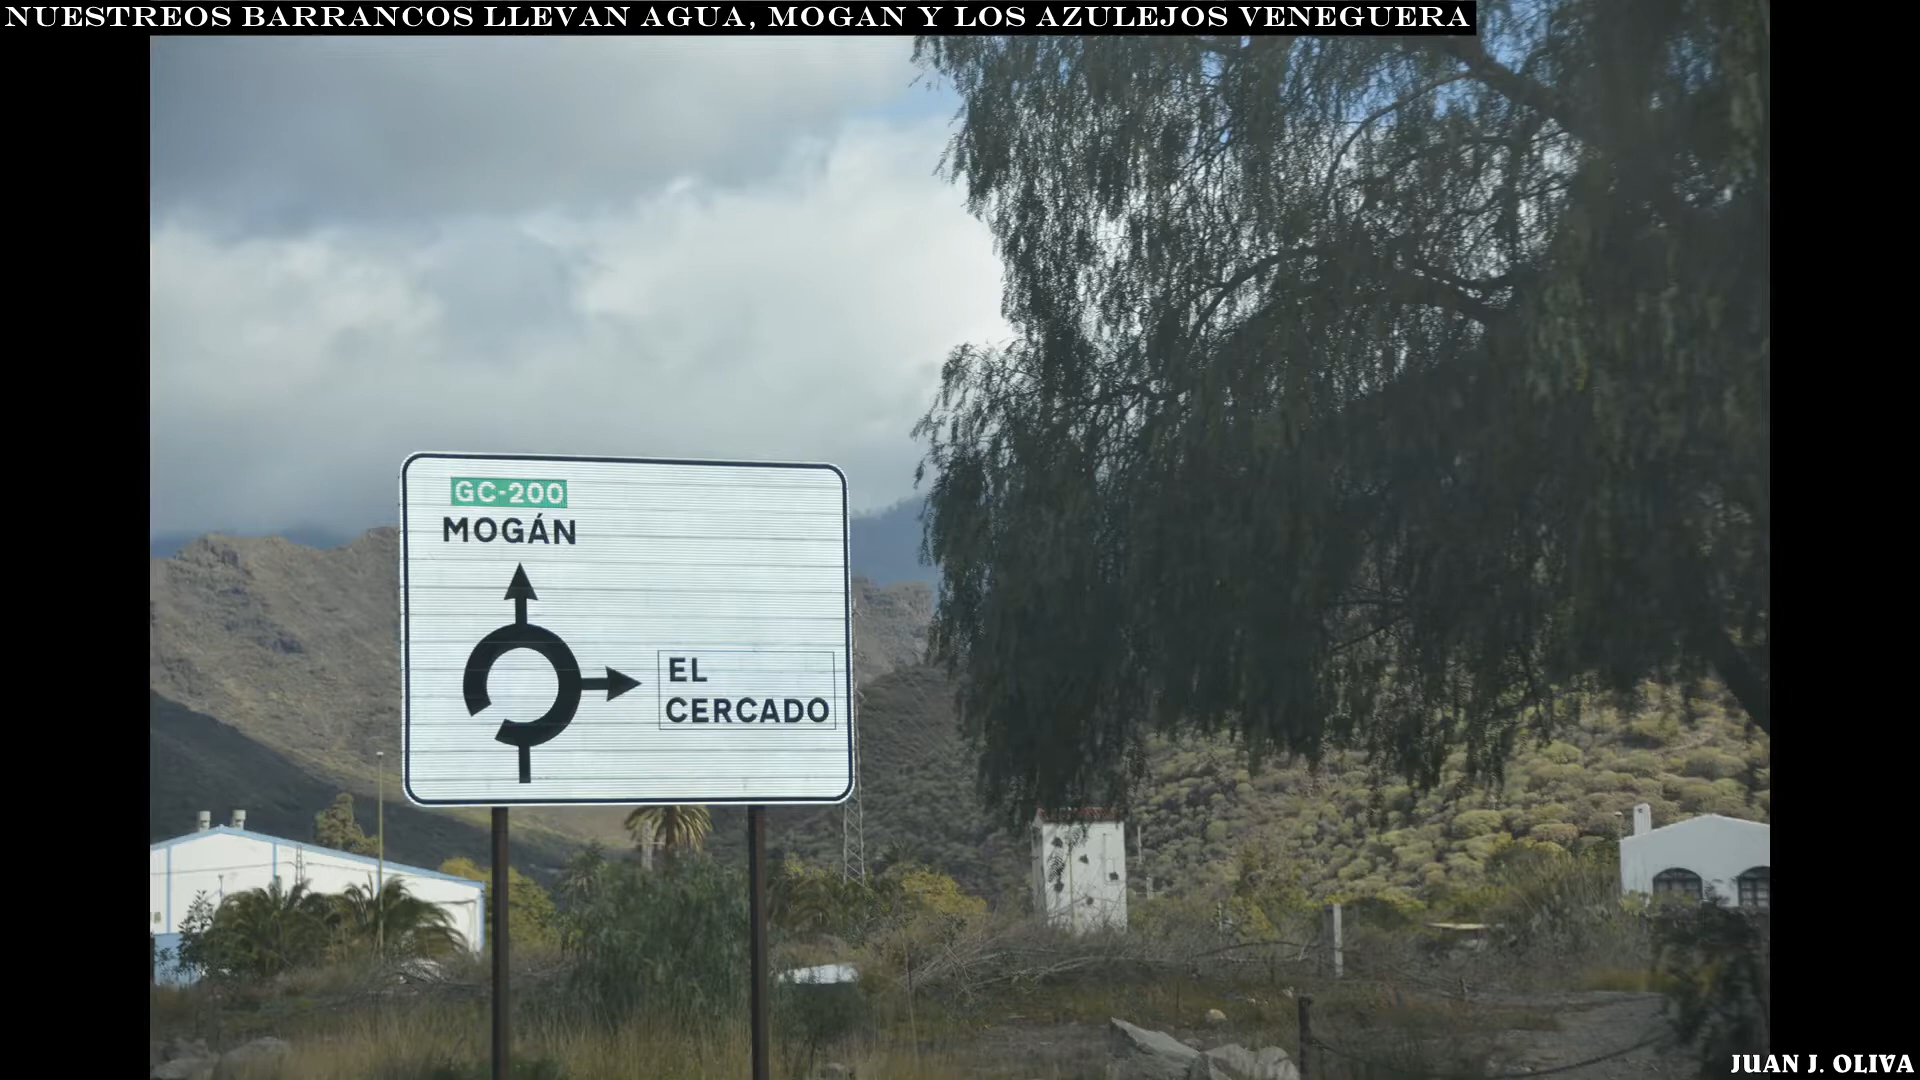 NUESTREOS BARRANCOS LLEVAN AGUA, MOGAN Y LOS AZULEJOS VENEGUERA
GC-200
MOGÁN
EL
CERCADO
JUAN J. OLIVA